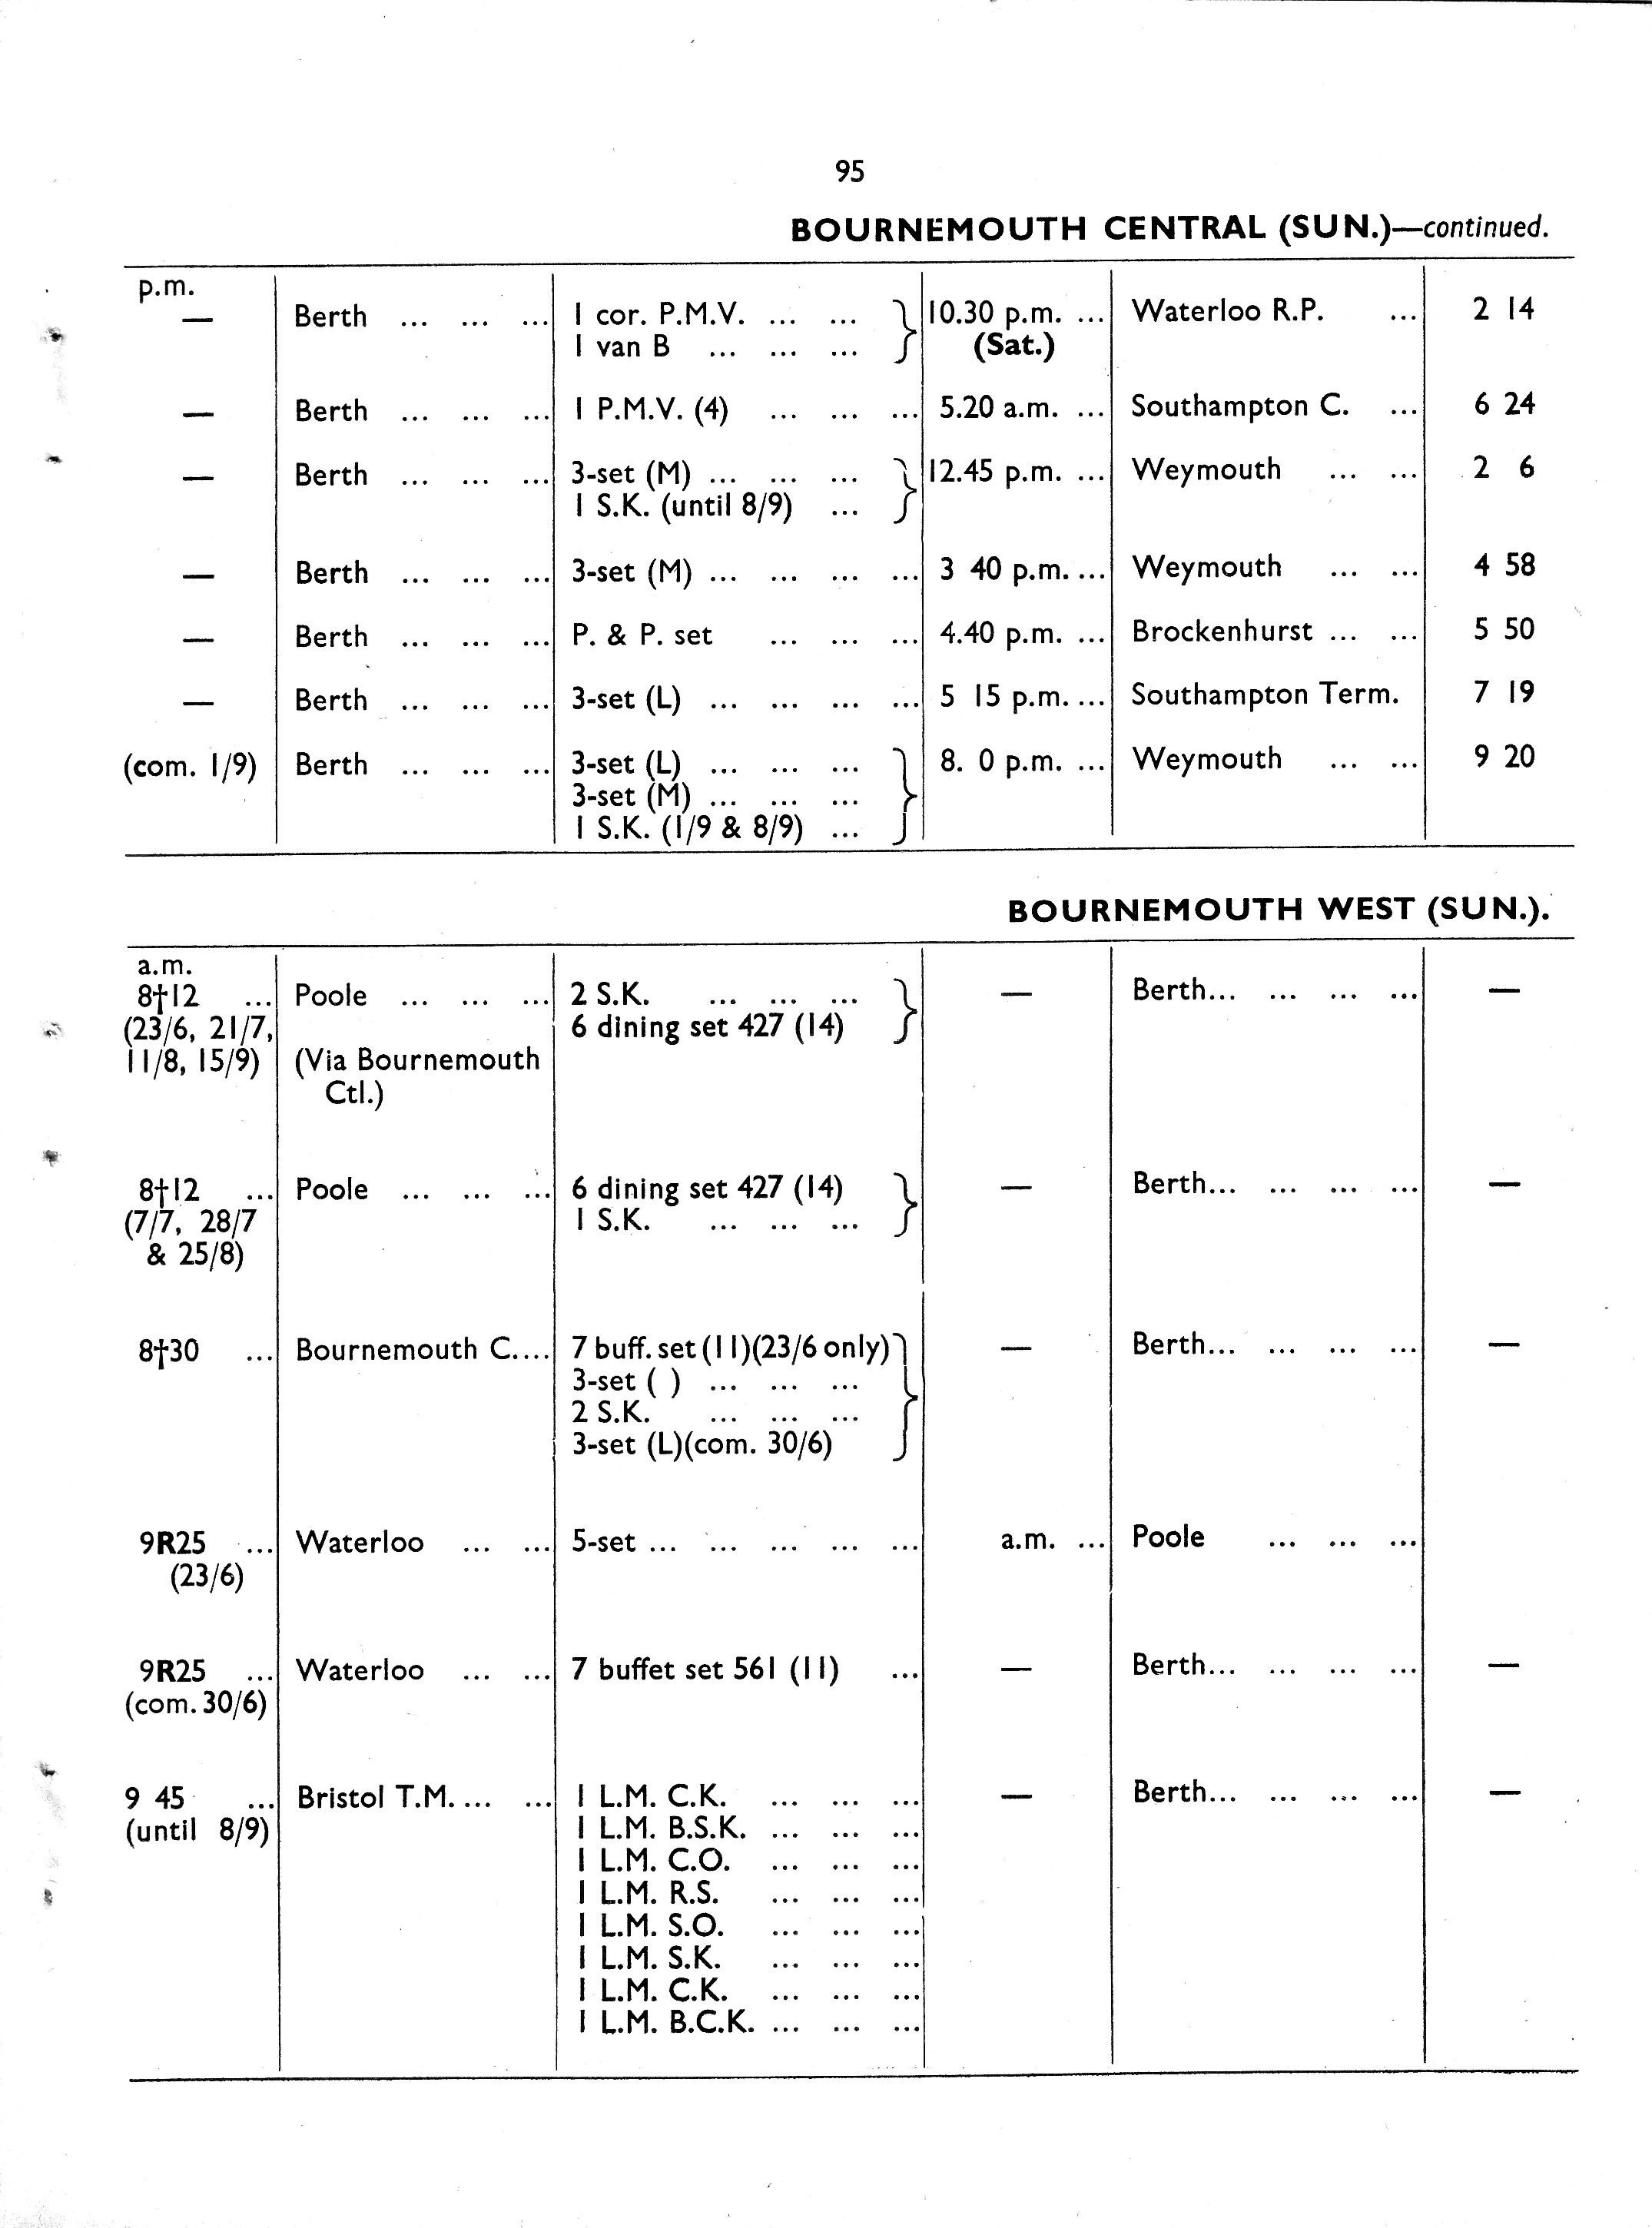 95
BOURNEMOUTH CENTRAL (SUN.)—continued.
p.m.
— Berth ... ... ... 1 cor. P.M.V. ... ... } 10.30 p.m. ... Waterloo R.P. ... 2 14
1 van B ... ... ... (Sat.)
— Berth ... ... ... 1 P.M.V. (4) ... ... ... 5.20 a.m. ... Southampton C. ... 6 24
— Berth ... ... ... 3-set (M) ... ... ... } 12.45 p.m. ... Weymouth ... ... 2 6
1 S.K. (until 8/9) ...
— Berth ... ... ... 3-set (M) ... ... ... ... 3 40 p.m. ... Weymouth ... ... 4 58
— Berth ... ... ... P. & P. set ... ... ... 4.40 p.m. ... Brockenhurst ... ... 5 50
— Berth ... ... ... 3-set (L) ... ... ... ... 5 15 p.m. ... Southampton Term. 7 19
(com. 1/9) Berth ... ... ... 3-set (L) ... ... ... } 8. 0 p.m. ... Weymouth ... ... 9 20
3-set (M) ... ... ...
1 S.K. (1/9 & 8/9) ...
BOURNEMOUTH WEST (SUN.).
a.m.
8†12 ... Poole ... ... ... 2 S.K. ... ... ... } — Berth... ... ... ... —
(23/6, 21/7, 6 dining set 427 (14)
11/8, 15/9) (Via Bournemouth
Ctl.)
8†12 ... Poole ... ... ... 6 dining set 427 (14) } — Berth... ... ... ... —
(7/7, 28/7 1 S.K. ... ... ...
& 25/8)
8†30 ... Bournemouth C.... 7 buff. set (11)(23/6 only) } — Berth... ... ... ... —
3-set ( ) ... ... ...
2 S.K. ... ... ...
3-set (L)(com. 30/6)
9R25 ... Waterloo ... ... 5-set ... ... ... ... ... a.m. ... Poole ... ... ...
(23/6)
9R25 ... Waterloo ... ... 7 buffet set 561 (11) ... — Berth... ... ... ... —
(com. 30/6)
9 45 ... Bristol T.M. ... ... 1 L.M. C.K. ... ... ... — Berth... ... ... ... —
(until 8/9) 1 L.M. B.S.K. ... ... ...
1 L.M. C.O. ... ... ...
1 L.M. R.S. ... ... ...
1 L.M. S.O. ... ... ...
1 L.M. S.K. ... ... ...
1 L.M. C.K. ... ... ...
1 L.M. B.C.K. ... ... ...